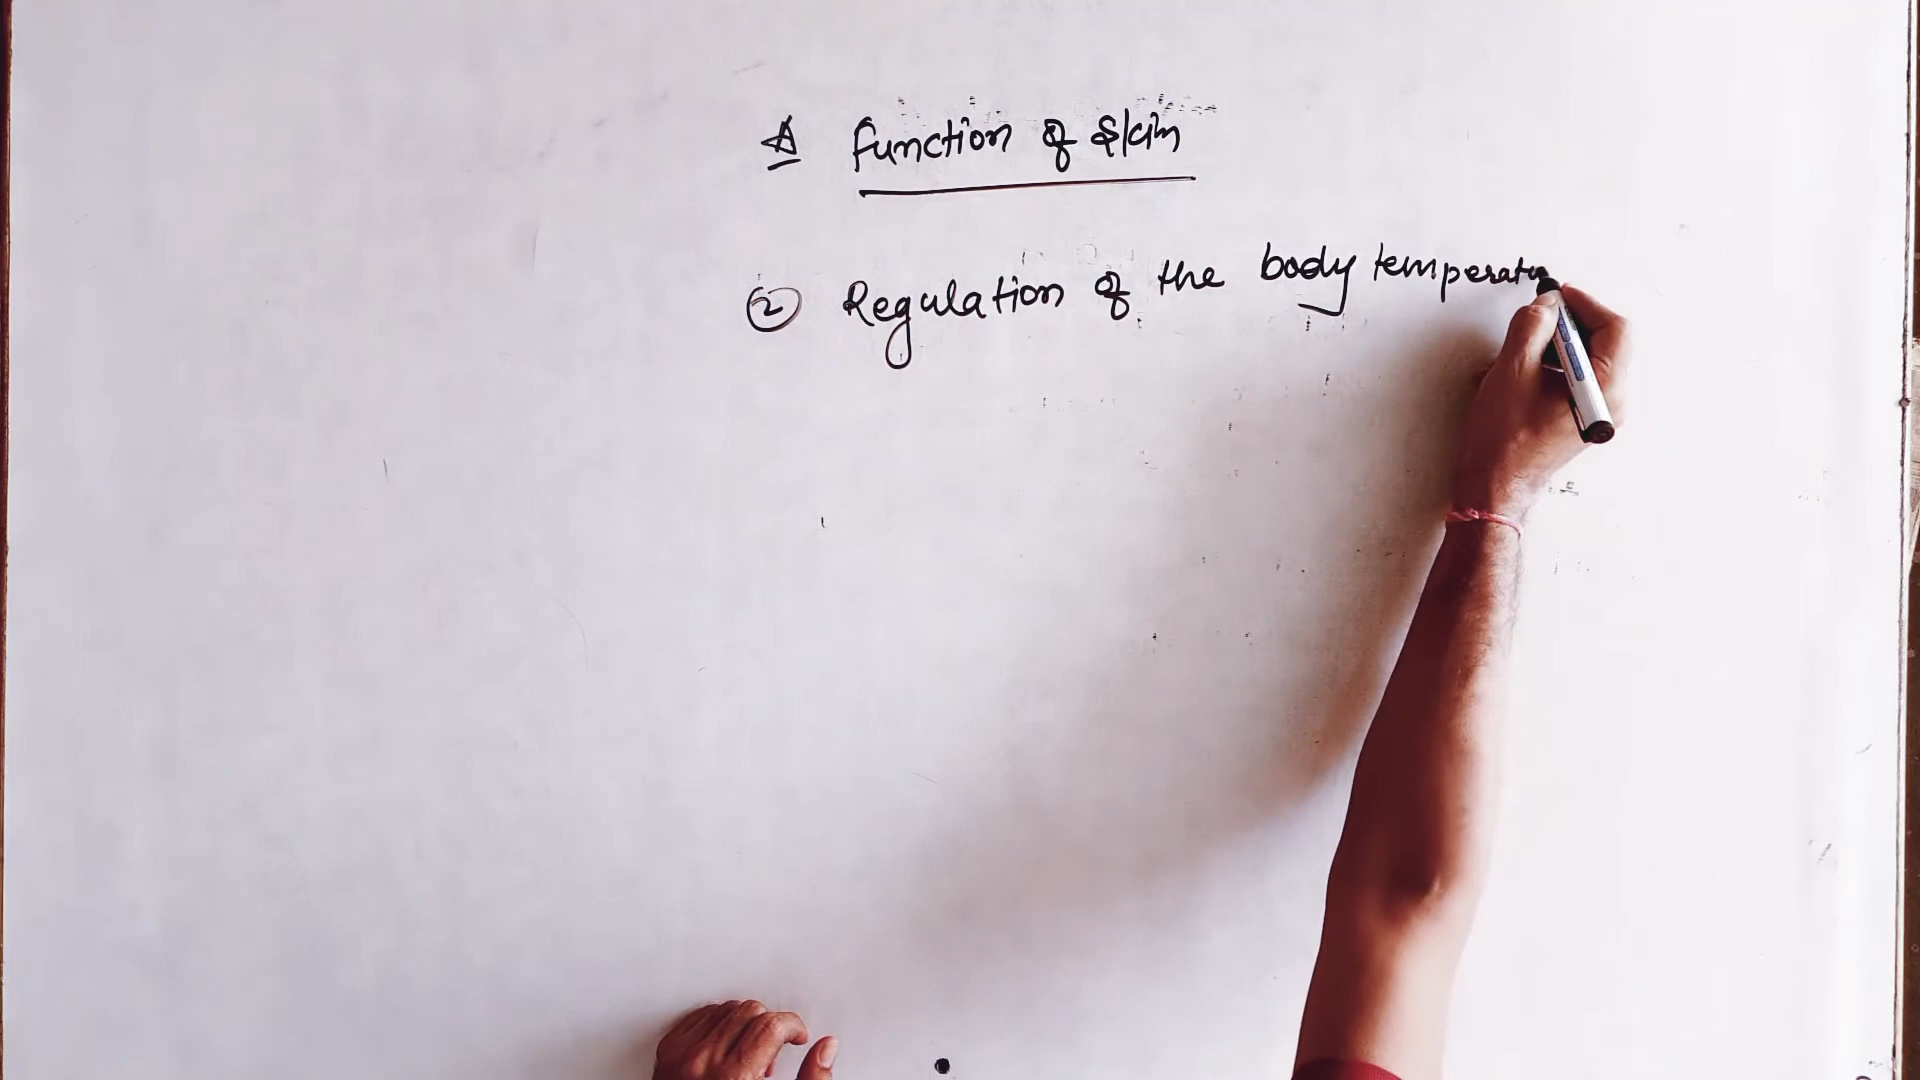 A Function of Skin
2 Regulation of the body temperatu